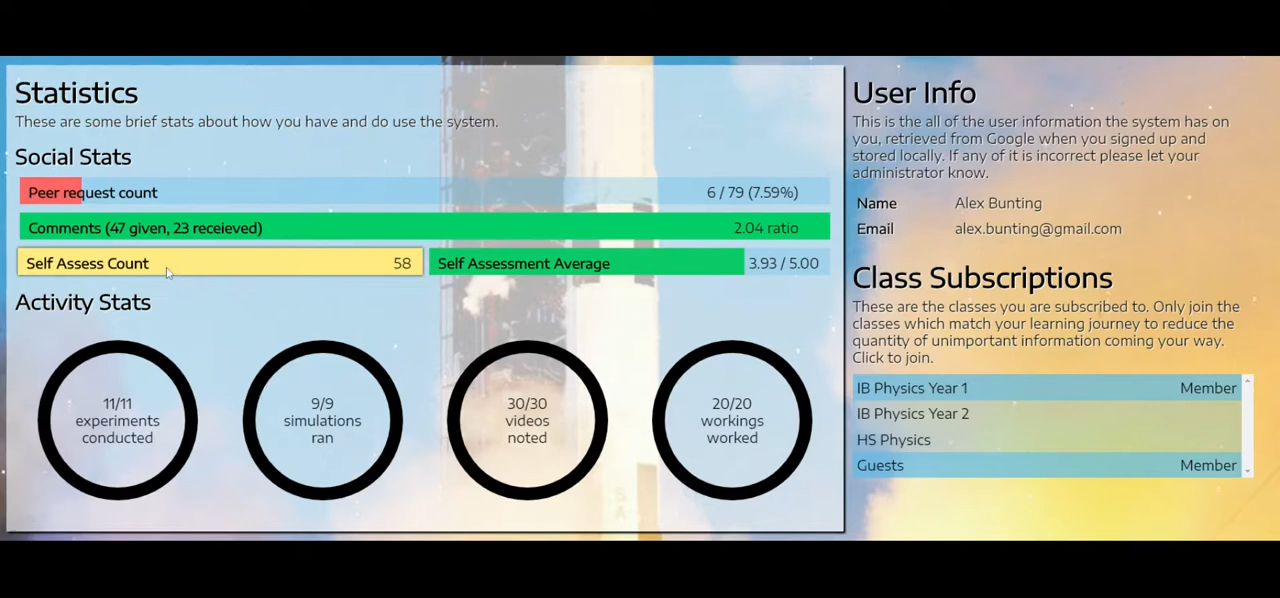 Statistics
These are some brief stats about how you have and do use the system.
Social Stats
Peer request count 6 / 79 (7.59%)
Comments (47 given, 23 receieved) 2.04 ratio
Self Assess Count 58 Self Assessment Average 3.93 / 5.00
Activity Stats
11/11
experiments
conducted
9/9
simulations
ran
30/30
videos
noted
20/20
workings
worked
User Info
This is the all of the user information the system has on
you, retrieved from Google when you signed up and
stored locally. If any of it is incorrect please let your
administrator know.
Name Alex Bunting
Email alex.bunting@gmail.com
Class Subscriptions
These are the classes you are subscribed to. Only join the
classes which match your learning journey to reduce the
quantity of unimportant information coming your way.
Click to join.
IB Physics Year 1 Member
IB Physics Year 2
HS Physics
Guests Member